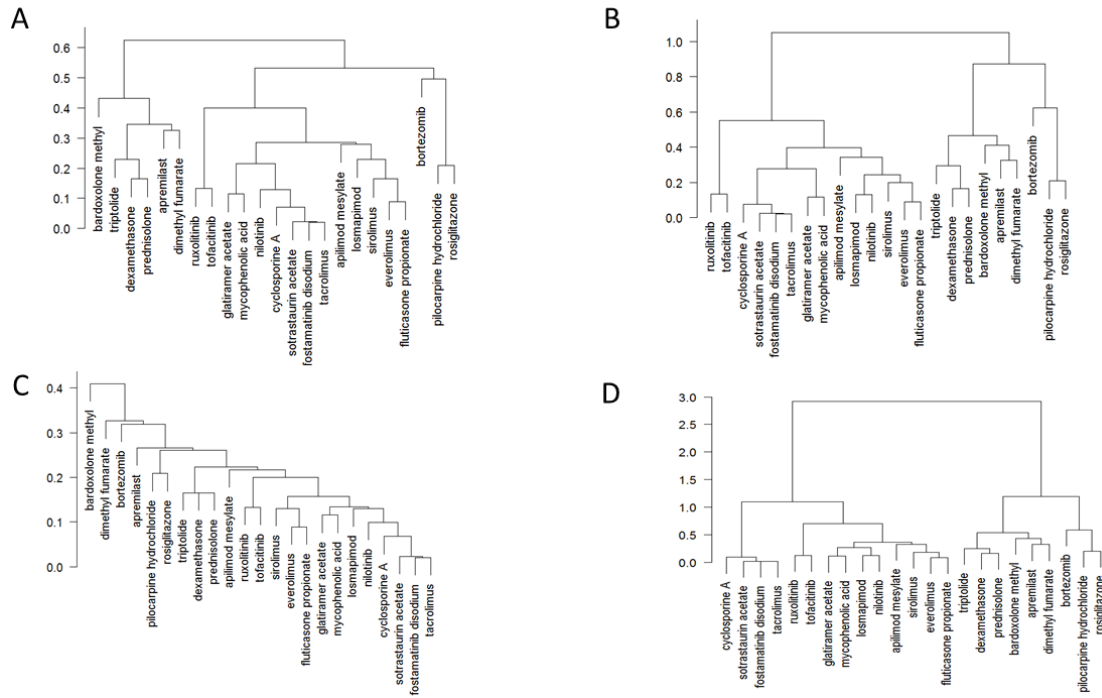 A
0.6
0.5
0.4
0.3
0.2
0.1
0.0
bardoxolone methyl
triptolide
dexamethasone
prednisolone
apremilast
dimethyl fumarate
ruxolitinib
tofacitinib
glatiramer acetate
mycophenolic acid
nilotinib
cyclosporine A
sotrastaurin acetate
fostamatinib disodium
tacrolimus
apilimod mesylate
losmapimod
sirolimus
everolimus
fluticasone propionate
bortezomib
pilocarpine hydrochloride
rosiglitazone
B
1.0
0.8
0.6
0.4
0.2
0.0
ruxolitinib
tofacitinib
cyclosporine A
sotrastaurin acetate
fostamatinib disodium
tacrolimus
glatiramer acetate
mycophenolic acid
apilimod mesylate
losmapimod
nilotinib
sirolimus
everolimus
fluticasone propionate
triptolide
dexamethasone
prednisolone
bardoxolone methyl
apremilast
dimethyl fumarate
bortezomib
pilocarpine hydrochloride
rosiglitazone
C
0.4
0.3
0.2
0.1
0.0
bardoxolone methyl
dimethyl fumarate
bortezomib
apremilast
pilocarpine hydrochloride
rosiglitazone
triptolide
dexamethasone
prednisolone
apilimod mesylate
ruxolitinib
tofacitinib
sirolimus
everolimus
fluticasone propionate
glatiramer acetate
mycophenolic acid
losmapimod
nilotinib
cyclosporine A
sotrastaurin acetate
fostamatinib disodium
tacrolimus
D
3.0
2.5
2.0
1.5
1.0
0.5
0.0
cyclosporine A
sotrastaurin acetate
fostamatinib disodium
tacrolimus
ruxolitinib
tofacitinib
glatiramer acetate
mycophenolic acid
losmapimod
nilotinib
apilimod mesylate
sirolimus
everolimus
fluticasone propionate
triptolide
dexamethasone
prednisolone
bardoxolone methyl
apremilast
dimethyl fumarate
bortezomib
pilocarpine hydrochloride
rosiglitazone